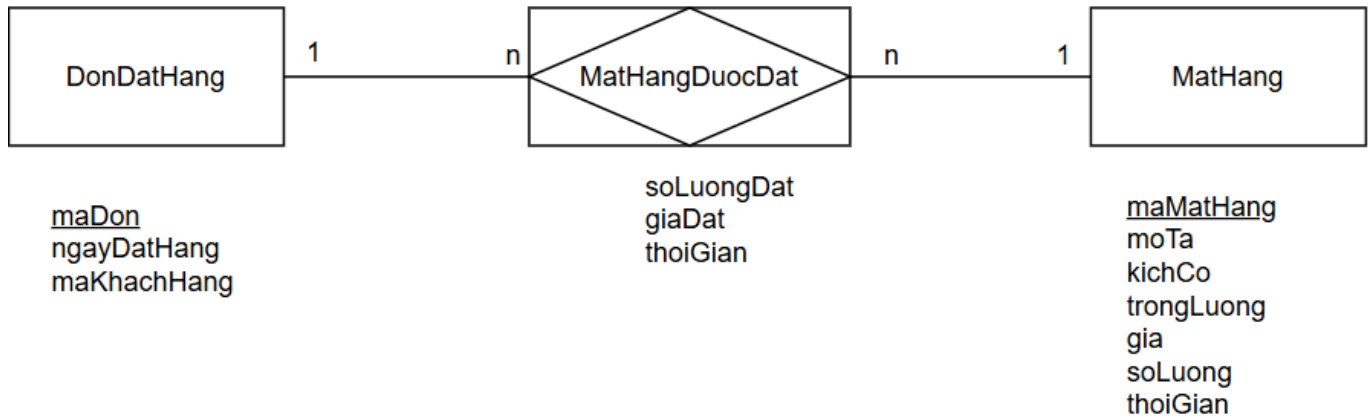 DonDatHang
1
n
MatHangDuocDat
n
1
MatHang
maDon
ngayDatHang
maKhachHang
soLuongDat
giaDat
thoiGian
maMatHang
moTa
kichCo
trongLuong
gia
soLuong
thoiGian